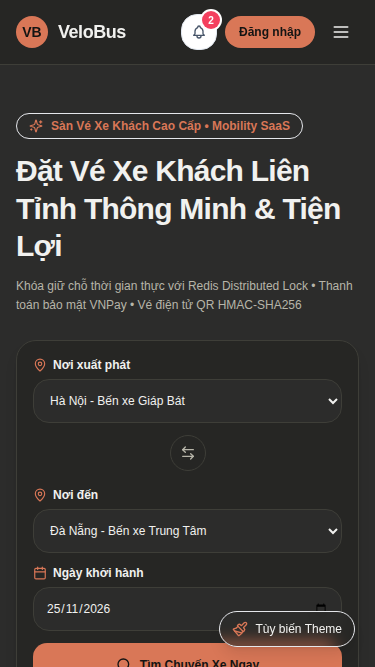 VB VeloBus 2 Đăng nhập
Sàn Vé Xe Khách Cao Cấp • Mobility SaaS
Đặt Vé Xe Khách Liên
Tỉnh Thông Minh & Tiện
Lợi
Khóa giữ chỗ thời gian thực với Redis Distributed Lock • Thanh
toán bảo mật VNPay • Vé điện tử QR HMAC-SHA256
Nơi xuất phát
Hà Nội - Bến xe Giáp Bát
Nơi đến
Đà Nẵng - Bến xe Trung Tâm
Ngày khởi hành
25/11/2026
Tùy biến Theme
Tìm Chuyến Xe Ngay